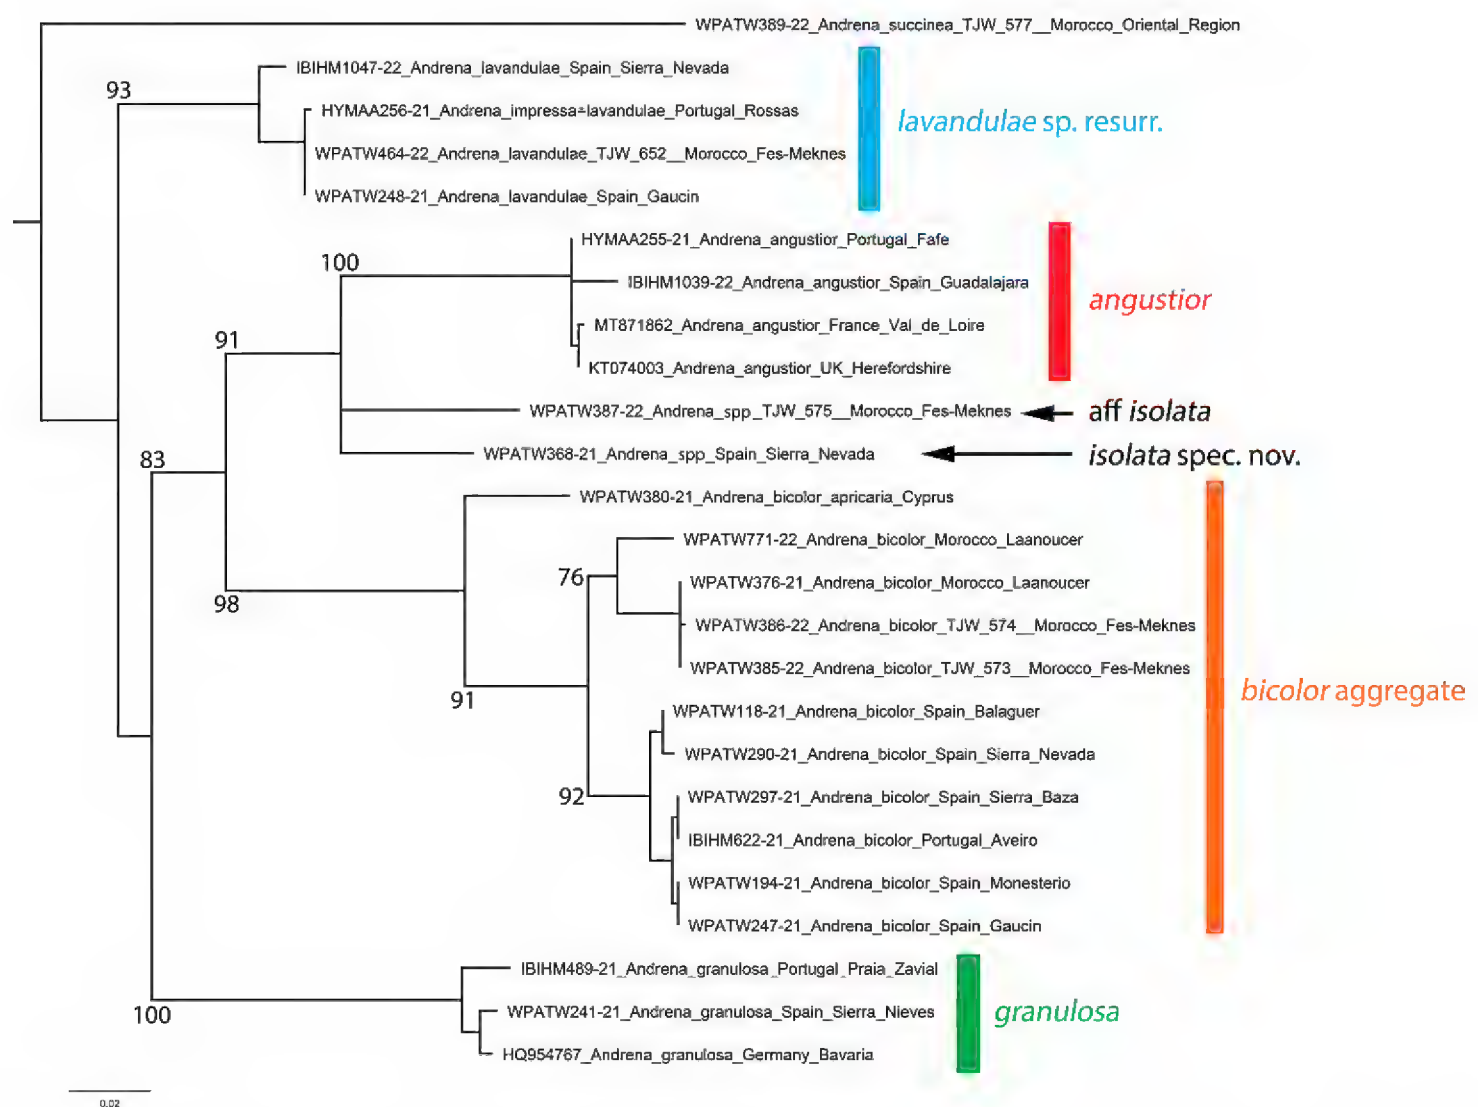 WPATW389-22_Andrena_succinea_TJW_577__Morocco_Oriental_Region
IBIHM1047-22_Andrena_lavandulae_Spain_Sierra_Nevada
93
HYMAA256-21_Andrena_impressa=lavandulae_Portugal_Rossas
lavandulae sp. resurr.
WPATW464-22_Andrena_lavandulae_TJW_652__Morocco_Fes-Meknes
WPATW248-21_Andrena_lavandulae_Spain_Gaucin
HYMAA255-21_Andrena_angustior_Portugal_Fafe
100
IBIHM1039-22_Andrena_angustior_Spain_Guadalajara
angustior
MT871862_Andrena_angustior_France_Val_de_Loire
91
KT074003_Andrena_angustior_UK_Herefordshire
WPATW387-22_Andrena_spp_TJW_575__Morocco_Fes-Meknes
aff isolata
WPATW368-21_Andrena_spp_Spain_Sierra_Nevada
isolata spec. nov.
83
WPATW380-21_Andrena_bicolor_apricaria_Cyprus
WPATW771-22_Andrena_bicolor_Morocco_Laanoucer
76
WPATW376-21_Andrena_bicolor_Morocco_Laanoucer
98
WPATW386-22_Andrena_bicolor_TJW_574__Morocco_Fes-Meknes
WPATW385-22_Andrena_bicolor_TJW_573__Morocco_Fes-Meknes
bicolor aggregate
91
WPATW118-21_Andrena_bicolor_Spain_Balaguer
WPATW290-21_Andrena_bicolor_Spain_Sierra_Nevada
92
WPATW297-21_Andrena_bicolor_Spain_Sierra_Baza
IBIHM622-21_Andrena_bicolor_Portugal_Aveiro
WPATW194-21_Andrena_bicolor_Spain_Monesterio
WPATW247-21_Andrena_bicolor_Spain_Gaucin
IBIHM489-21_Andrena_granulosa_Portugal_Praia_Zavial
100
WPATW241-21_Andrena_granulosa_Spain_Sierra_Nieves
granulosa
HQ954767_Andrena_granulosa_Germany_Bavaria
0.02